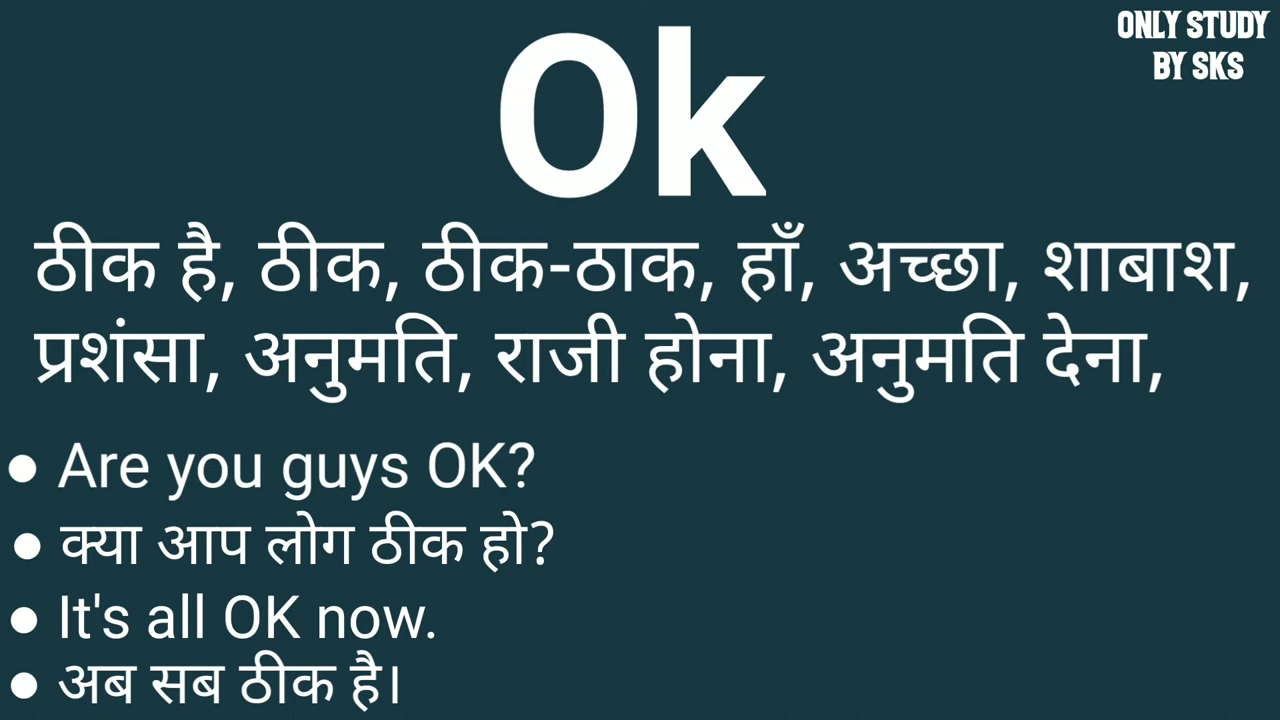 ONLY STUDY
BY SKS
Ok
ठीक है, ठीक, ठीक-ठाक, हाँ, अच्छा, शाबाश,
प्रशंसा, अनुमति, राजी होना, अनुमति देना,
● Are you guys OK?
● क्या आप लोग ठीक हो?
● It's all OK now.
● अब सब ठीक है।